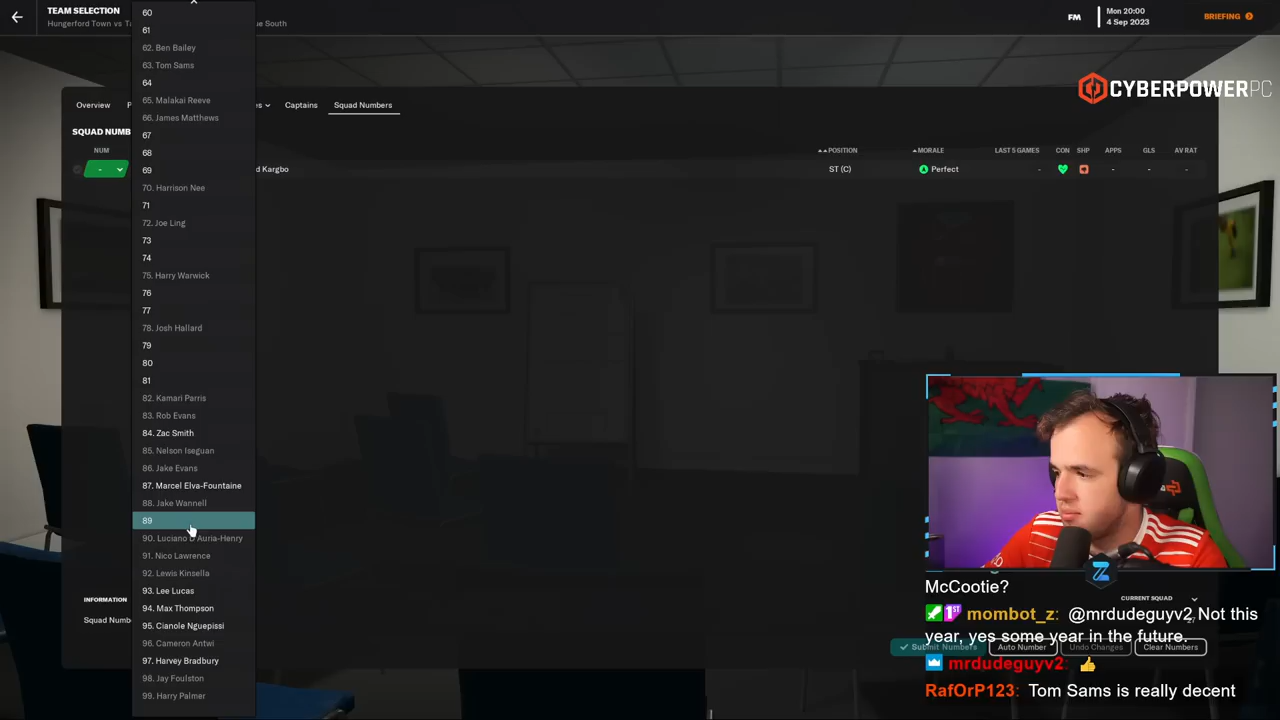 TEAM SELECTION
Hungerford Town vs Ta
ue South
FM
Mon 20:00
4 Sep 2023
BRIEFING
CYBERPOWERPC
Overview
P
es
Captains
Squad Numbers
SQUAD NUMB
NUM
POSITION
MORALE
LAST 5 GAMES
CON
SHP
APPS
GLS
AV RAT
-
d Kargbo
ST (C)
Perfect
-
-
-
-
60
61
62. Ben Bailey
63. Tom Sams
64
65. Malakai Reeve
66. James Matthews
67
68
69
70. Harrison Nee
71
72. Joe Ling
73
74
75. Harry Warwick
76
77
78. Josh Hallard
79
80
81
82. Kamari Parris
83. Rob Evans
84. Zac Smith
85. Nelson Iseguan
86. Jake Evans
87. Marcel Elva-Fountaine
88. Jake Wannell
89
90. Luciano D'Auria-Henry
91. Nico Lawrence
92. Lewis Kinsella
93. Lee Lucas
94. Max Thompson
95. Cianole Nguepissi
96. Cameron Antwi
97. Harvey Bradbury
98. Jay Foulston
99. Harry Palmer
INFORMATION
Squad Numbe
CURRENT SQUAD
Submit Numbers
Auto Number
Undo Changes
Clear Numbers
McCootie?
mombot_z: @mrdudeguyv2 Not this
year, yes some year in the future.
mrdudeguyv2: 👍
RafOrP123: Tom Sams is really decent